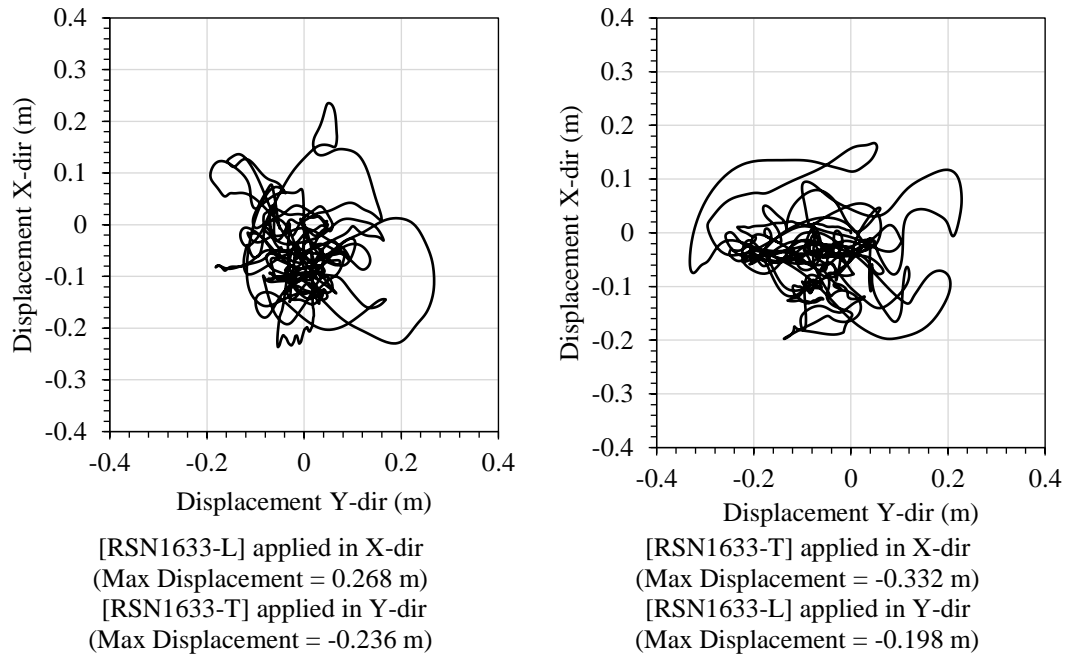 0.4
0.3
0.2
0.1
0
-0.1
-0.2
-0.3
-0.4
-0.4
-0.2
0
0.2
0.4
Displacement X-dir (m)
Displacement Y-dir (m)
[RSN1633-L] applied in X-dir
(Max Displacement = 0.268 m)
[RSN1633-T] applied in Y-dir
(Max Displacement = -0.236 m)
0.4
0.3
0.2
0.1
0
-0.1
-0.2
-0.3
-0.4
-0.4
-0.2
0
0.2
0.4
Displacement X-dir (m)
Displacement Y-dir (m)
[RSN1633-T] applied in X-dir
(Max Displacement = -0.332 m)
[RSN1633-L] applied in Y-dir
(Max Displacement = -0.198 m)